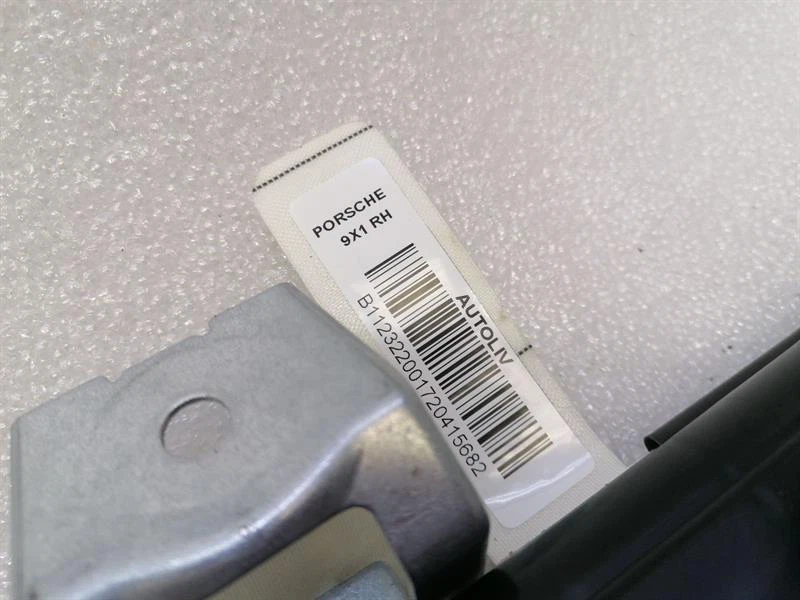 PORSCHE
9X1 RH
AUTOLIV
B112322001720415682